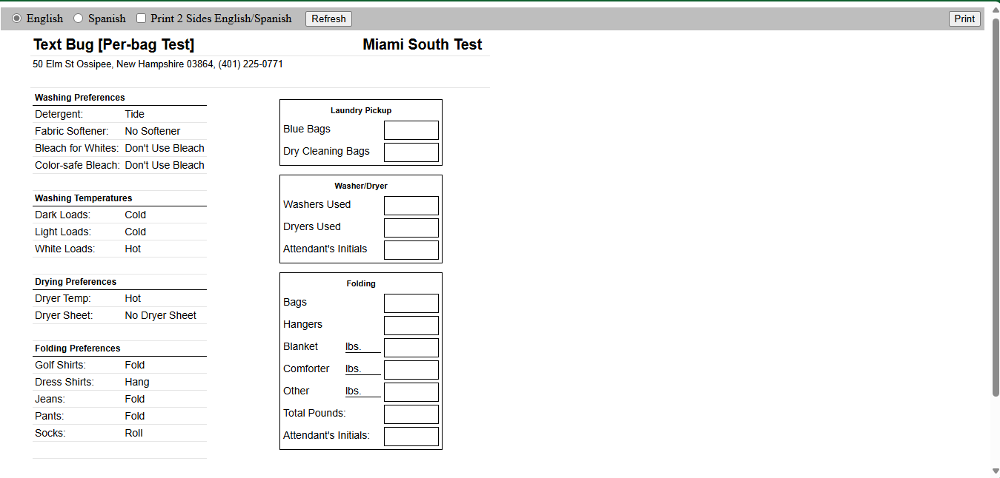 English Spanish Print 2 Sides English/Spanish Refresh Print
Text Bug [Per-bag Test] Miami South Test
50 Elm St Ossipee, New Hampshire 03864, (401) 225-0771
Washing Preferences
Detergent: Tide
Fabric Softener: No Softener
Bleach for Whites: Don't Use Bleach
Color-safe Bleach: Don't Use Bleach
Washing Temperatures
Dark Loads: Cold
Light Loads: Cold
White Loads: Hot
Drying Preferences
Dryer Temp: Hot
Dryer Sheet: No Dryer Sheet
Folding Preferences
Golf Shirts: Fold
Dress Shirts: Hang
Jeans: Fold
Pants: Fold
Socks: Roll
Laundry Pickup
Blue Bags
Dry Cleaning Bags
Washer/Dryer
Washers Used
Dryers Used
Attendant's Initials
Folding
Bags
Hangers
Blanket lbs.
Comforter lbs.
Other lbs.
Total Pounds:
Attendant's Initials: